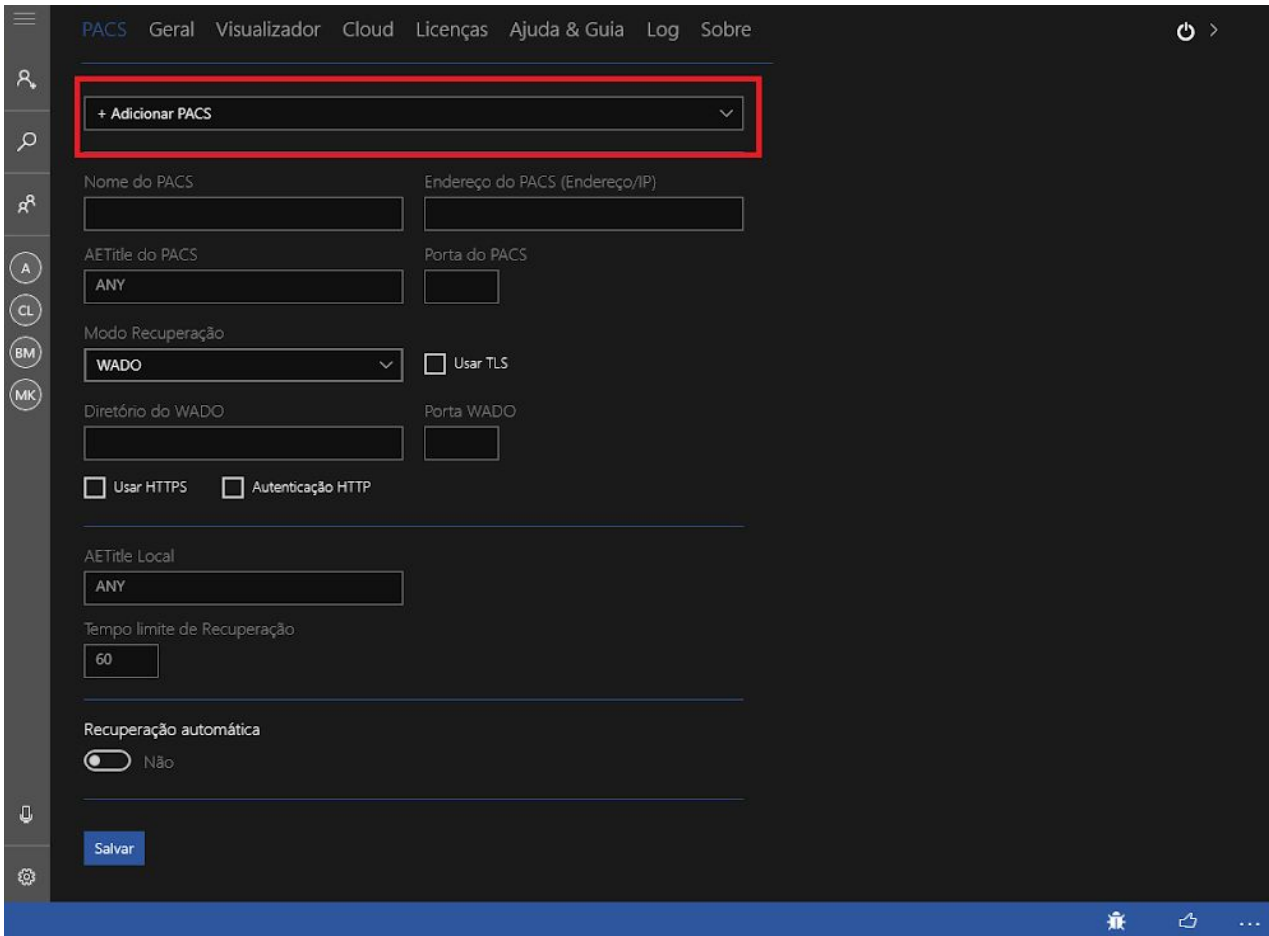 PACS Geral Visualizador Cloud Licenças Ajuda & Guia Log Sobre
+ Adicionar PACS
Nome do PACS Endereço do PACS (Endereço/IP)
AETitle do PACS Porta do PACS
ANY
Modo Recuperação
WADO Usar TLS
Diretório do WADO Porta WADO
Usar HTTPS Autenticação HTTP
AETitle Local
ANY
Tempo limite de Recuperação
60
Recuperação automática
Não
Salvar
A
CL
BM
MK